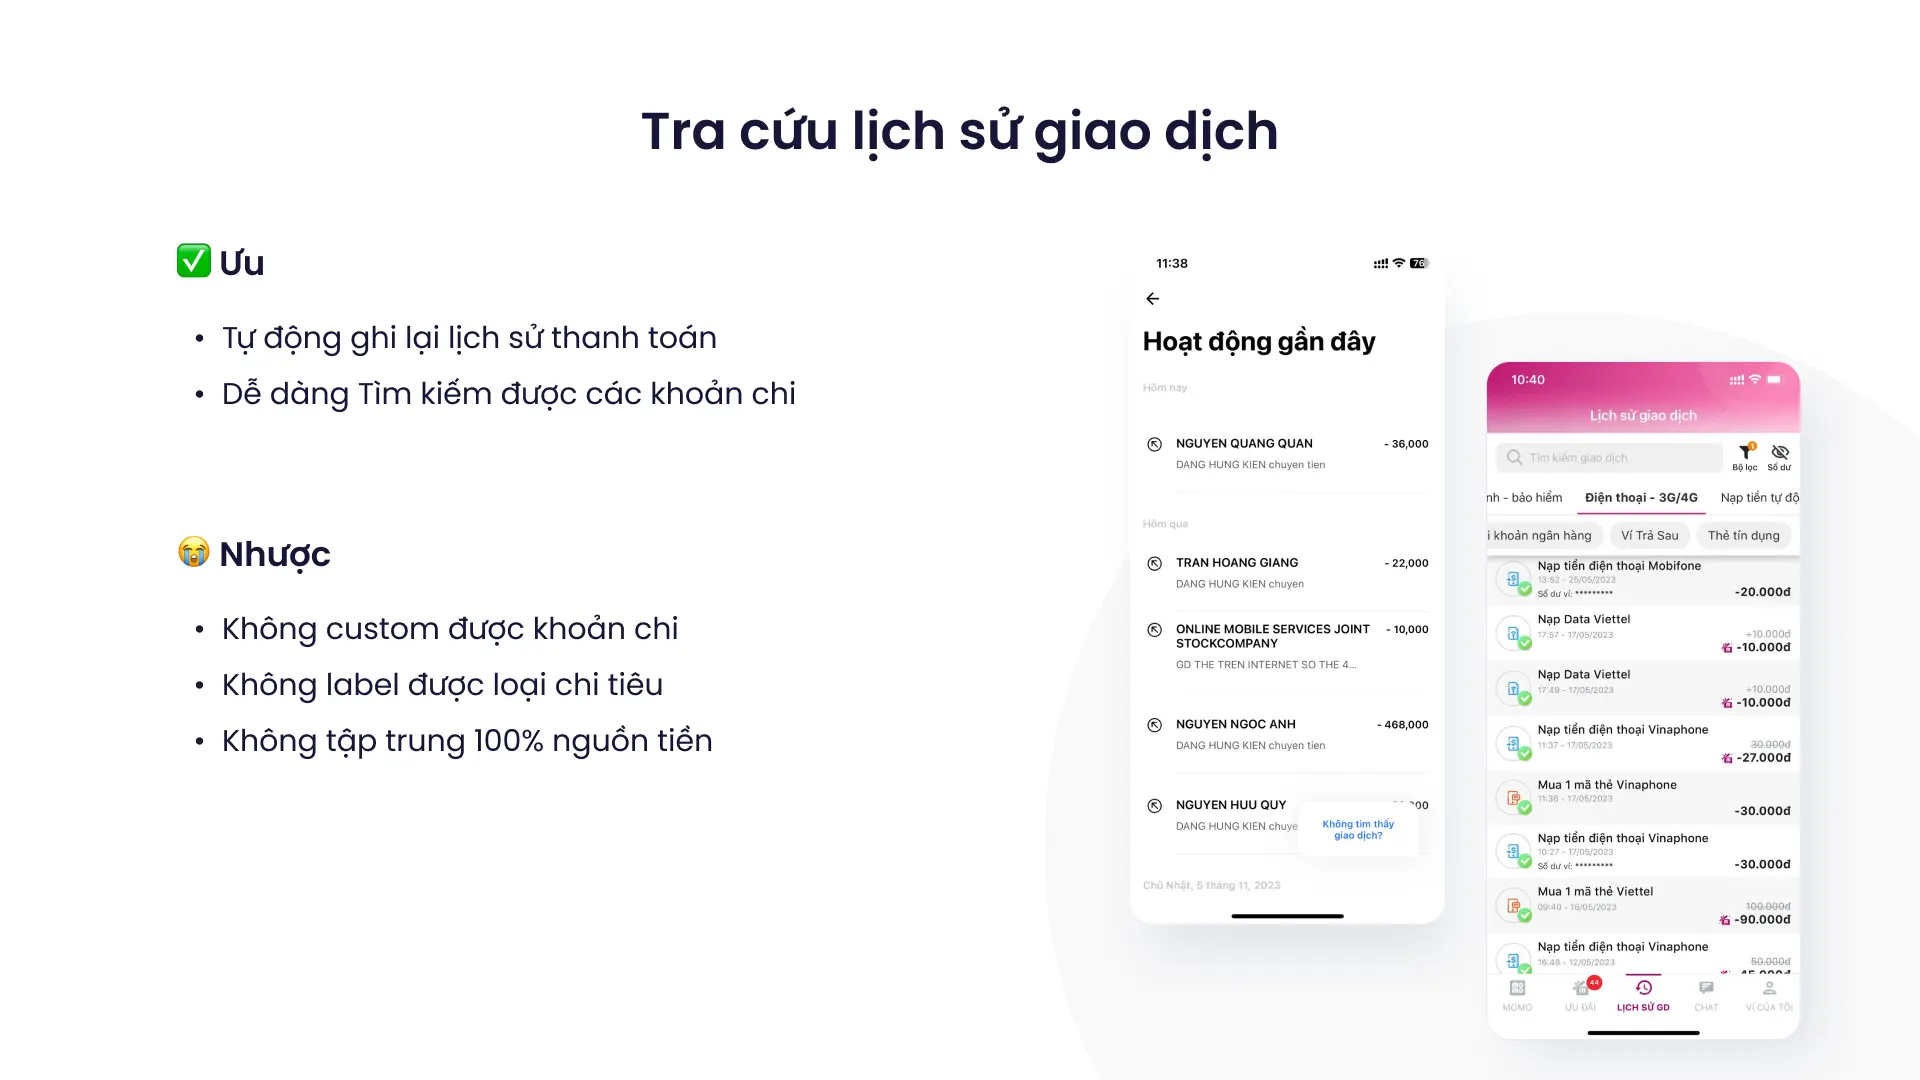 Tra cứu lịch sử giao dịch
✅ Ưu
• Tự động ghi lại lịch sử thanh toán
• Dễ dàng Tìm kiếm được các khoản chi
😭 Nhược
• Không custom được khoản chi
• Không label được loại chi tiêu
• Không tập trung 100% nguồn tiền
11:38
76
Hoạt động gần đây
Hôm nay
NGUYEN QUANG QUAN - 36,000
DANG HUNG KIEN chuyen tien
Hôm qua
TRAN HOANG GIANG - 22,000
DANG HUNG KIEN chuyen
ONLINE MOBILE SERVICES JOINT - 10,000
STOCKCOMPANY
GD THE TREN INTERNET SO THE 4...
NGUYEN NGOC ANH - 468,000
DANG HUNG KIEN chuyen tien
NGUYEN HUU QUY
DANG HUNG KIEN chuye
Không tìm thấy
giao dịch?
Chủ Nhật, 5 tháng 11, 2023
10:40
Lịch sử giao dịch
Tìm kiếm giao dịch
1
Bộ lọc Số dư
nh - bảo hiểm Điện thoại - 3G/4G Nạp tiền tự độ
i khoản ngân hàng Ví Trả Sau Thẻ tín dụng
Nạp tiền điện thoại Mobifone
13:52 - 25/05/2023
Số dư ví: ********* -20.000đ
Nạp Data Viettel
17:57 - 17/05/2023 +10.000đ
-10.000đ
Nạp Data Viettel
17:49 - 17/05/2023 +10.000đ
-10.000đ
Nạp tiền điện thoại Vinaphone
11:37 - 17/05/2023 30.000đ
-27.000đ
Mua 1 mã thẻ Vinaphone
11:36 - 17/05/2023
-30.000đ
Nạp tiền điện thoại Vinaphone
10:27 - 17/05/2023
Số dư ví: ********* -30.000đ
Mua 1 mã thẻ Viettel
09:40 - 16/05/2023 100.000đ
-90.000đ
Nạp tiền điện thoại Vinaphone
16:48 - 12/05/2023 50.000đ
44
MOMO ƯU ĐÃI LỊCH SỬ GD CHAT VÍ CỦA TÔI